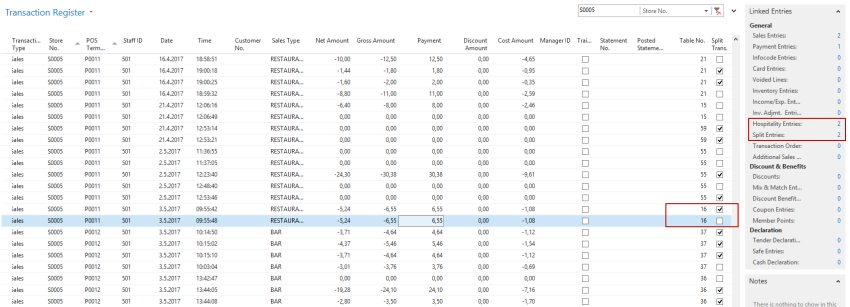 Transaction Register
S0005 Store No.
Transacti... Type Store No. POS Term... Staff ID Date Time Customer No. Sales Type Net Amount Gross Amount Payment Discount Amount Cost Amount Manager ID Trai... Statement No. Posted Stateme... Table No. Split Trans.
iales S0005 P0011 501 16.4.2017 18:58:51 RESTAURA... -10,00 -12,50 12,50 0,00 -4,65 21
iales S0005 P0011 501 16.4.2017 19:00:18 RESTAURA... -1,44 -1,80 1,80 0,00 -0,95 21
iales S0005 P0011 501 16.4.2017 19:00:25 RESTAURA... -1,60 -2,00 2,00 0,00 -0,35 21
iales S0005 P0011 501 16.4.2017 18:59:32 RESTAURA... -8,80 -11,00 11,00 0,00 -2,59 21
iales S0005 P0011 501 21.4.2017 12:06:16 RESTAURA... -6,40 -8,00 8,00 0,00 -2,46 15
iales S0005 P0011 501 21.4.2017 12:06:49 RESTAURA... 0,00 0,00 0,00 0,00 0,00 15
iales S0005 P0011 501 21.4.2017 12:53:14 RESTAURA... 0,00 0,00 0,00 0,00 0,00 59
iales S0005 P0011 501 21.4.2017 12:53:21 RESTAURA... 0,00 0,00 0,00 0,00 0,00 59
iales S0005 P0011 501 2.5.2017 11:36:55 RESTAURA... 0,00 0,00 0,00 0,00 0,00 55
iales S0005 P0011 501 2.5.2017 11:37:05 RESTAURA... 0,00 0,00 0,00 0,00 0,00 55
iales S0005 P0011 501 2.5.2017 12:23:40 RESTAURA... -24,30 -30,38 30,38 0,00 -9,61 55
iales S0005 P0011 501 2.5.2017 12:48:40 RESTAURA... 0,00 0,00 0,00 0,00 0,00 55
iales S0005 P0011 501 2.5.2017 12:53:46 RESTAURA... 0,00 0,00 0,00 0,00 0,00 55
iales S0005 P0011 501 3.5.2017 09:55:42 RESTAURA... -5,24 -6,55 6,55 0,00 -1,08 16
iales S0005 P0011 501 3.5.2017 09:55:48 RESTAURA... -5,24 -6,55 6,55 0,00 -1,08 16
iales S0005 P0012 501 3.5.2017 10:14:50 BAR -3,71 -4,64 4,64 0,00 -1,12 37
iales S0005 P0012 501 3.5.2017 10:15:02 BAR -4,37 -5,46 5,46 0,00 -1,54 37
iales S0005 P0012 501 3.5.2017 10:15:10 BAR -3,71 -4,64 4,64 0,00 -1,12 37
iales S0005 P0012 501 3.5.2017 10:03:04 BAR -3,01 -3,76 3,76 0,00 -0,69 37
iales S0005 P0012 501 3.5.2017 13:42:47 BAR 0,00 0,00 0,00 0,00 0,00 36
iales S0005 P0012 501 3.5.2017 13:44:05 BAR -19,28 -24,10 24,10 0,00 -7,16 36
iales S0005 P0012 501 3.5.2017 13:44:08 BAR -2,80 -3,50 3,50 0,00 -1,70 36
Linked Entries
General
Sales Entries: 2
Payment Entries: 1
Infocode Entries: 0
Card Entries: 0
Voided Lines: 0
Inventory Entries: 0
Income/Exp. Ent... 0
Inv. Adjmt. Entri... 0
Hospitality Entries: 2
Split Entries: 2
Transaction Order: 0
Additional Sales ... 0
Discount & Benefits
Discounts: 0
Mix & Match Ent... 0
Discount Benefit... 0
Coupon Entries: 0
Member Points: 0
Declaration
Tender Declarati... 0
Safe Entries: 0
Cash Declaration: 0
Notes
There is nothing to show in this